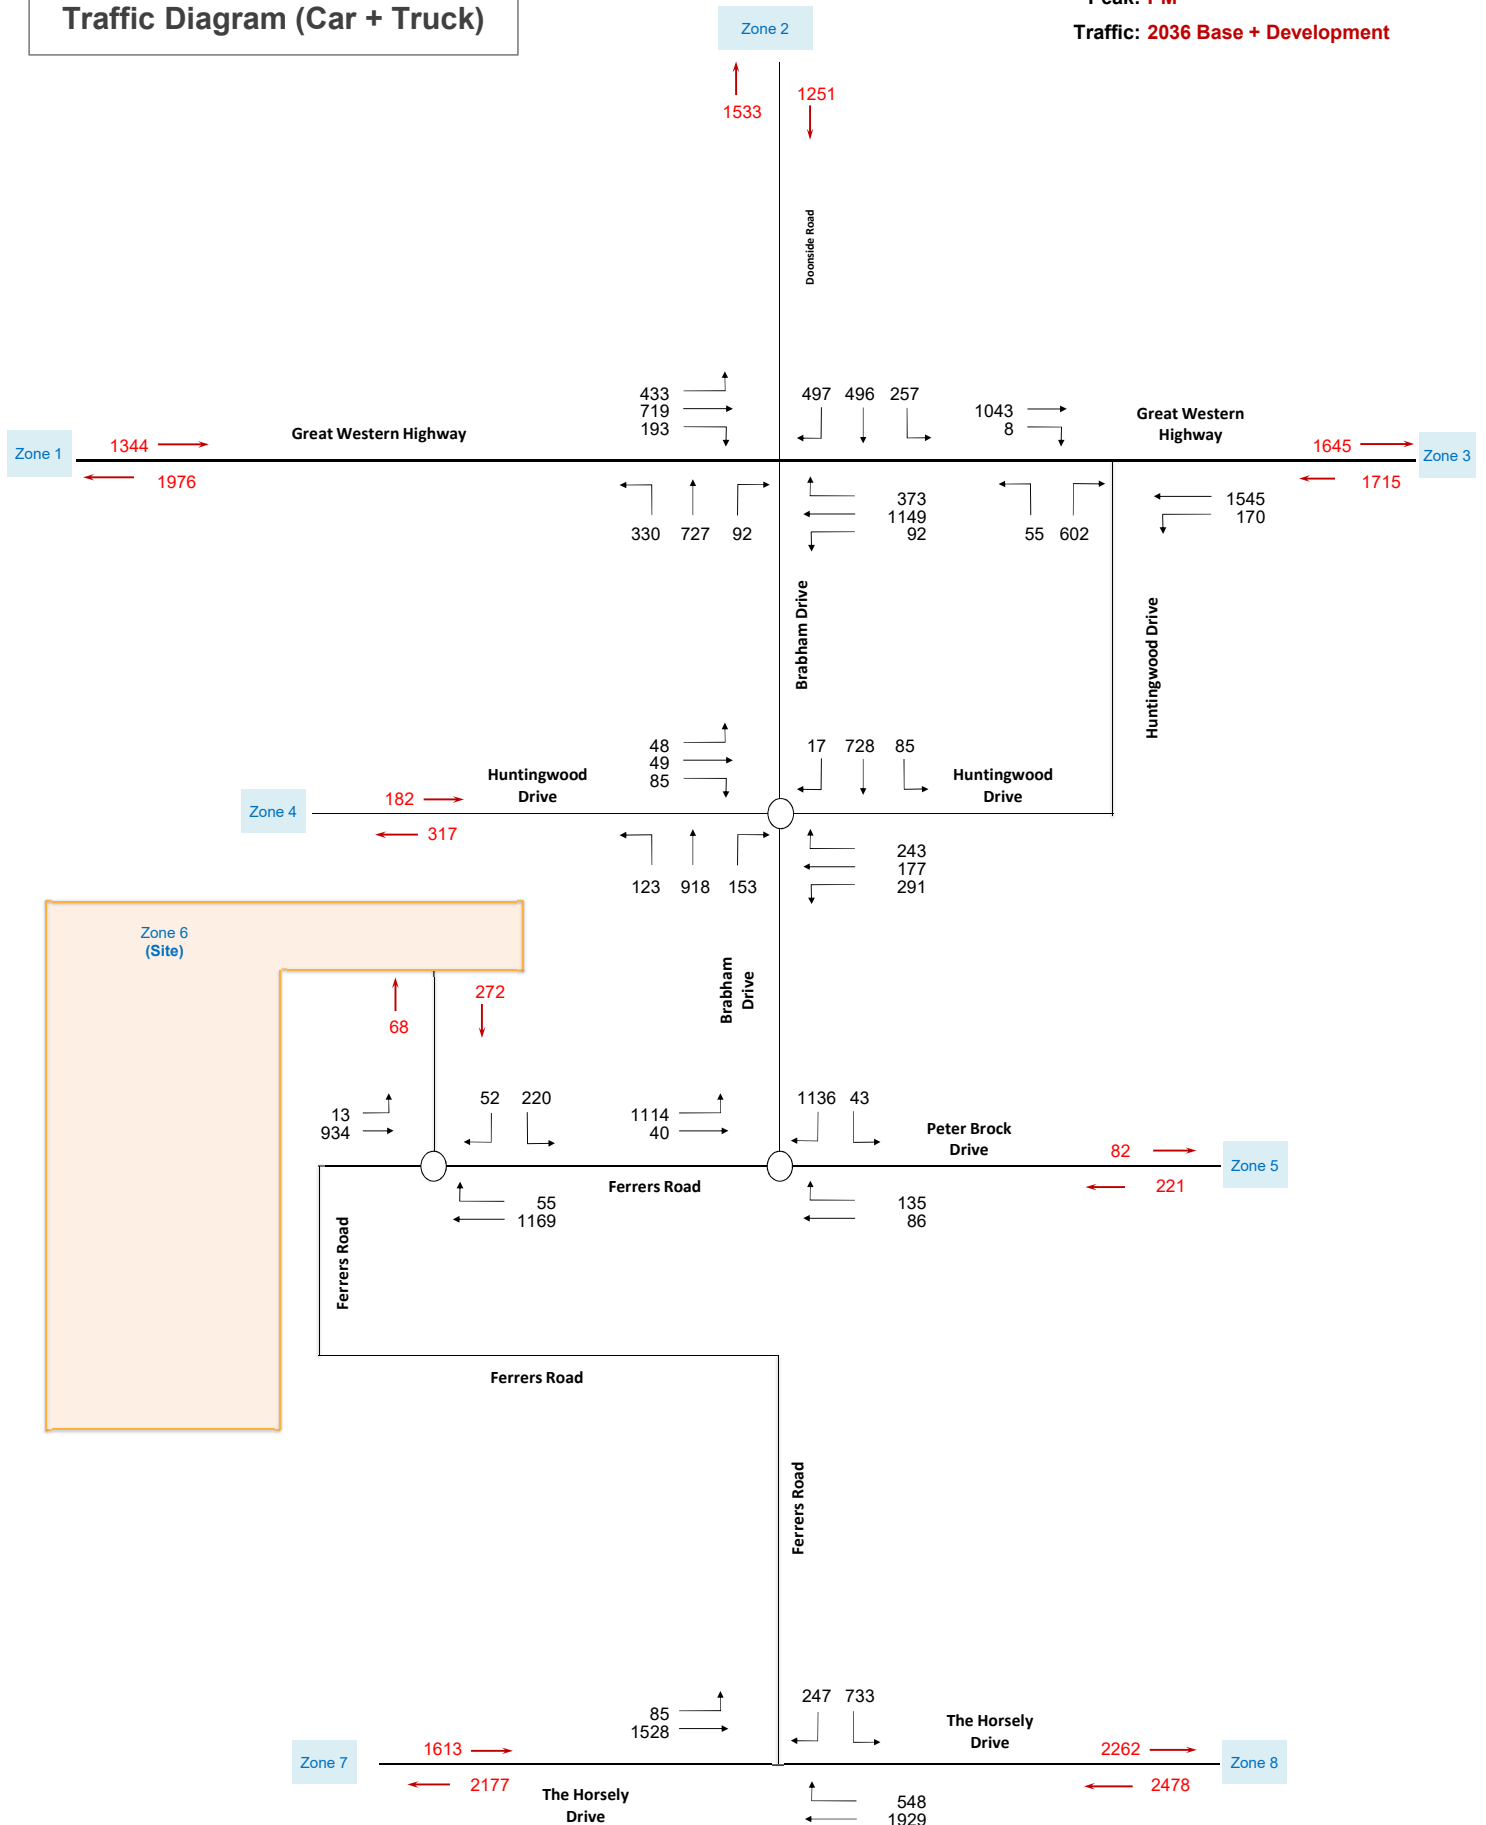 Traffic Diagram (Car + Truck)
Traffic: 2036 Base + Development
Zone 2
1533
1251
Doonside Road
433
719
193
497 496 257
1043
8
Great Western
Highway
Great Western Highway
Zone 1
1344
1976
1645
1715
Zone 3
330 727 92
373
1149
92
55 602
1545
170
Brabham Drive
Huntingwood Drive
48
49
85
17 728 85
Huntingwood
Drive
Huntingwood
Drive
Zone 4
182
317
123 918 153
243
177
291
Zone 6
(Site)
68
272
Brabham
Drive
13
934
52 220
1114
40
1136 43
Peter Brock
Drive
82
221
Zone 5
Ferrers Road
55
1169
135
86
Ferrers Road
Ferrers Road
Ferrers Road
85
1528
247 733
The Horsely
Drive
Zone 7
1613
2177
2262
2478
Zone 8
The Horsely
Drive
548
1929